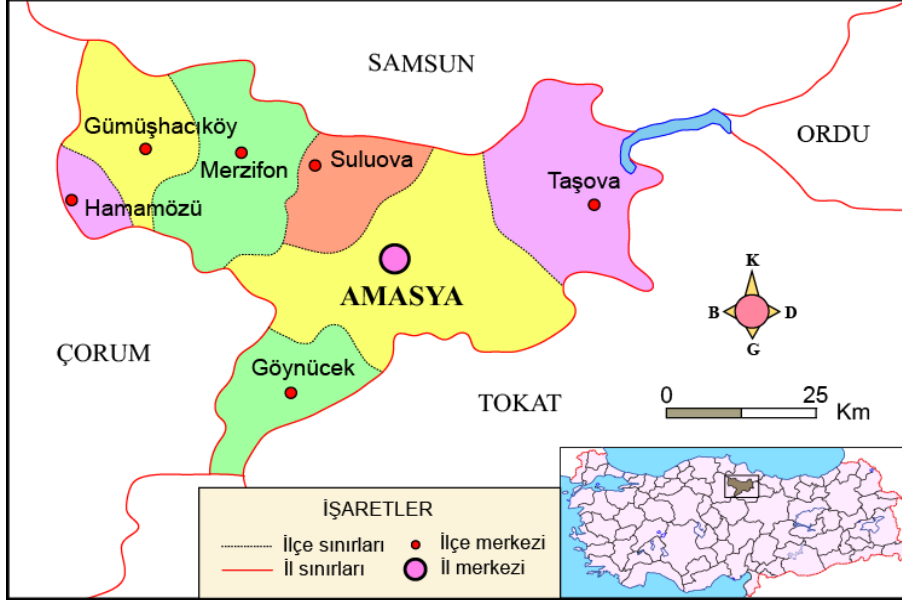 SAMSUN
ORDU
Gümüşhacıköy
Merzifon
Suluova
Taşova
Hamamözü
AMASYA
K
B D
G
ÇORUM
Göynücek
TOKAT
0 25
Km
İŞARETLER
İlçe sınırları
İlçe merkezi
İl sınırları
İl merkezi